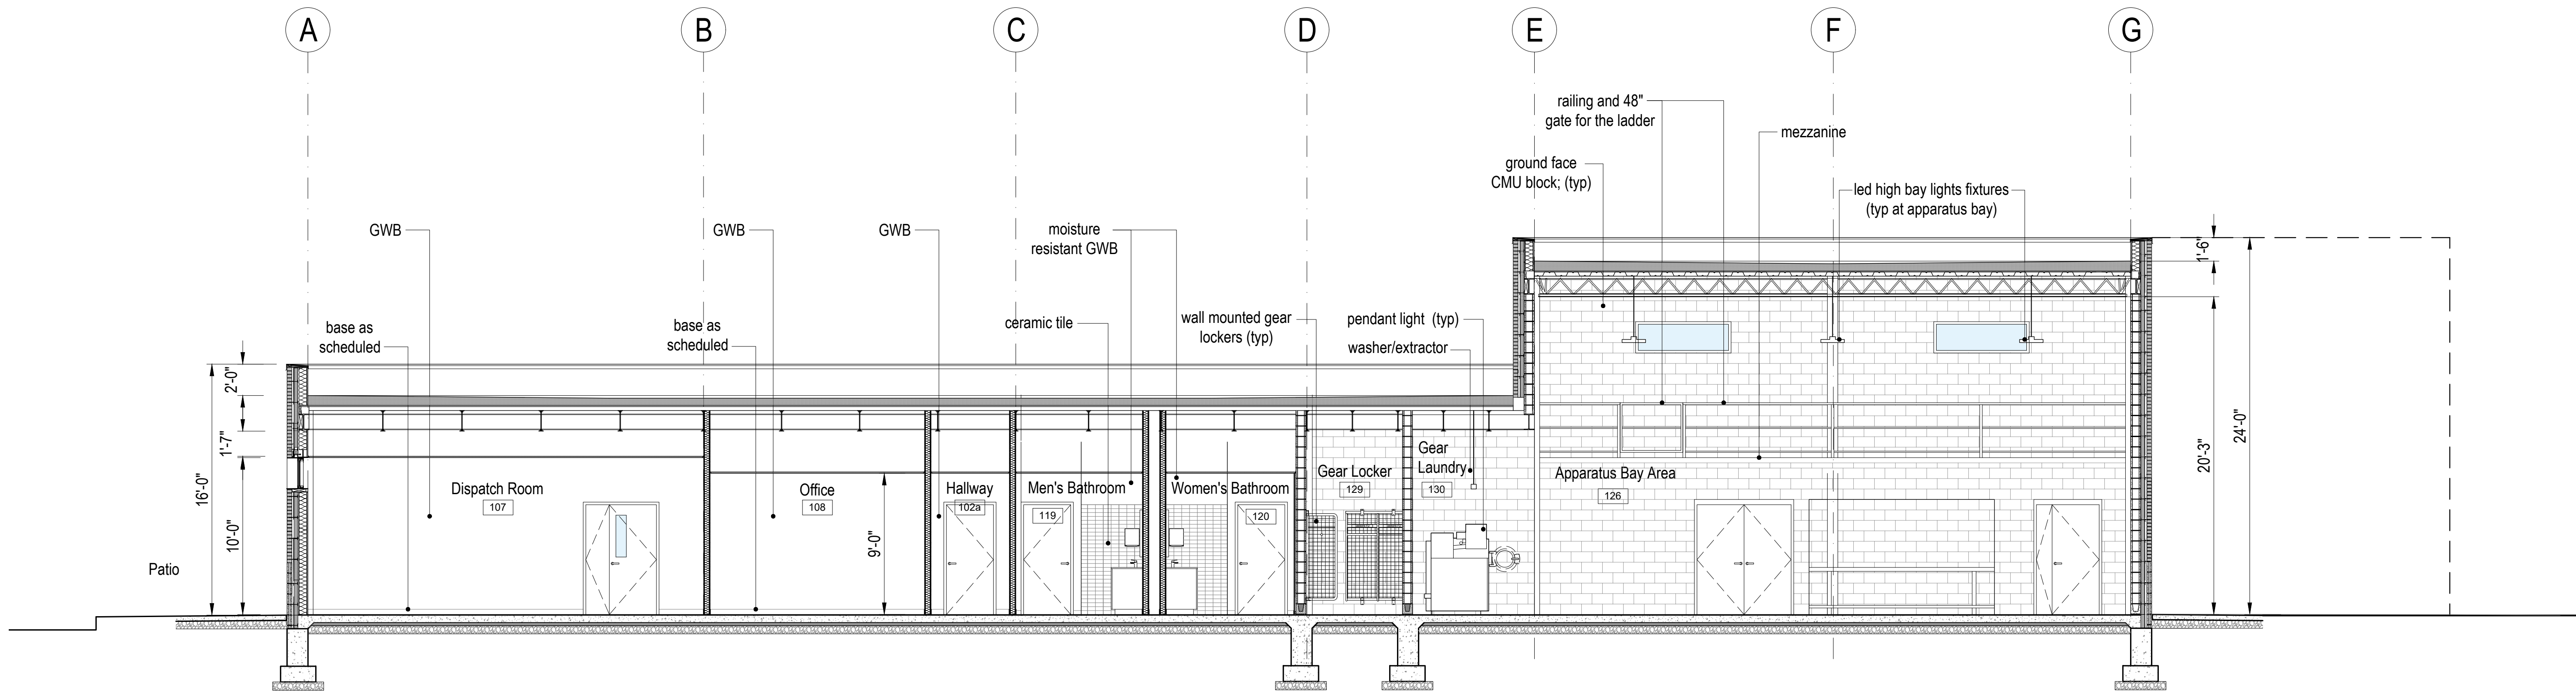 A
B
C
D
E
F
G
railing and 48"
gate for the ladder
mezzanine
ground face
CMU block; (typ)
led high bay lights fixtures
(typ at apparatus bay)
GWB
GWB
GWB
moisture
resistant GWB
1'-6"
base as
scheduled
base as
scheduled
ceramic tile
wall mounted gear
lockers (typ)
pendant light (typ)
washer/extractor
2'-0"
1'-7"
16'-0"
10'-0"
24'-0"
20'-3"
Dispatch Room
107
Office
108
9'-0"
Hallway
102a
Men's Bathroom
119
Women's Bathroom
120
Gear Locker
129
Gear
Laundry
130
Apparatus Bay Area
126
Patio